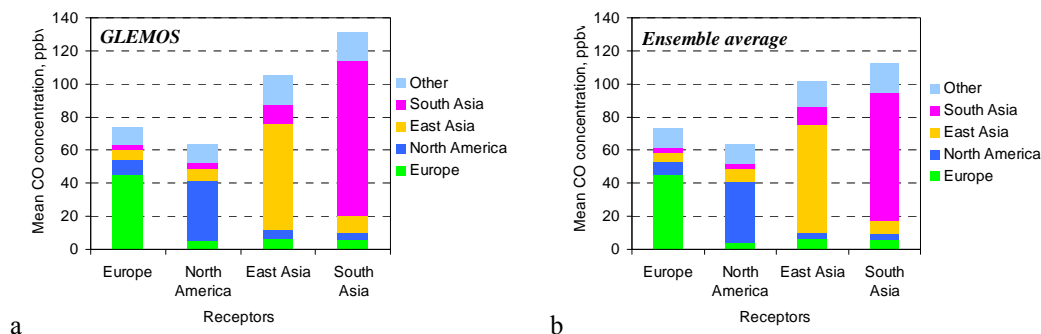 GLEMOS
Mean CO concentration, ppbv
140
120
100
80
60
40
20
0
Europe
North
America
East Asia
South
Asia
Receptors
Other
South Asia
East Asia
North America
Europe
a
Ensemble average
Mean CO concentration, ppbv
140
120
100
80
60
40
20
0
Europe
North
America
East Asia
South
Asia
Receptors
Other
South Asia
East Asia
North America
Europe
b